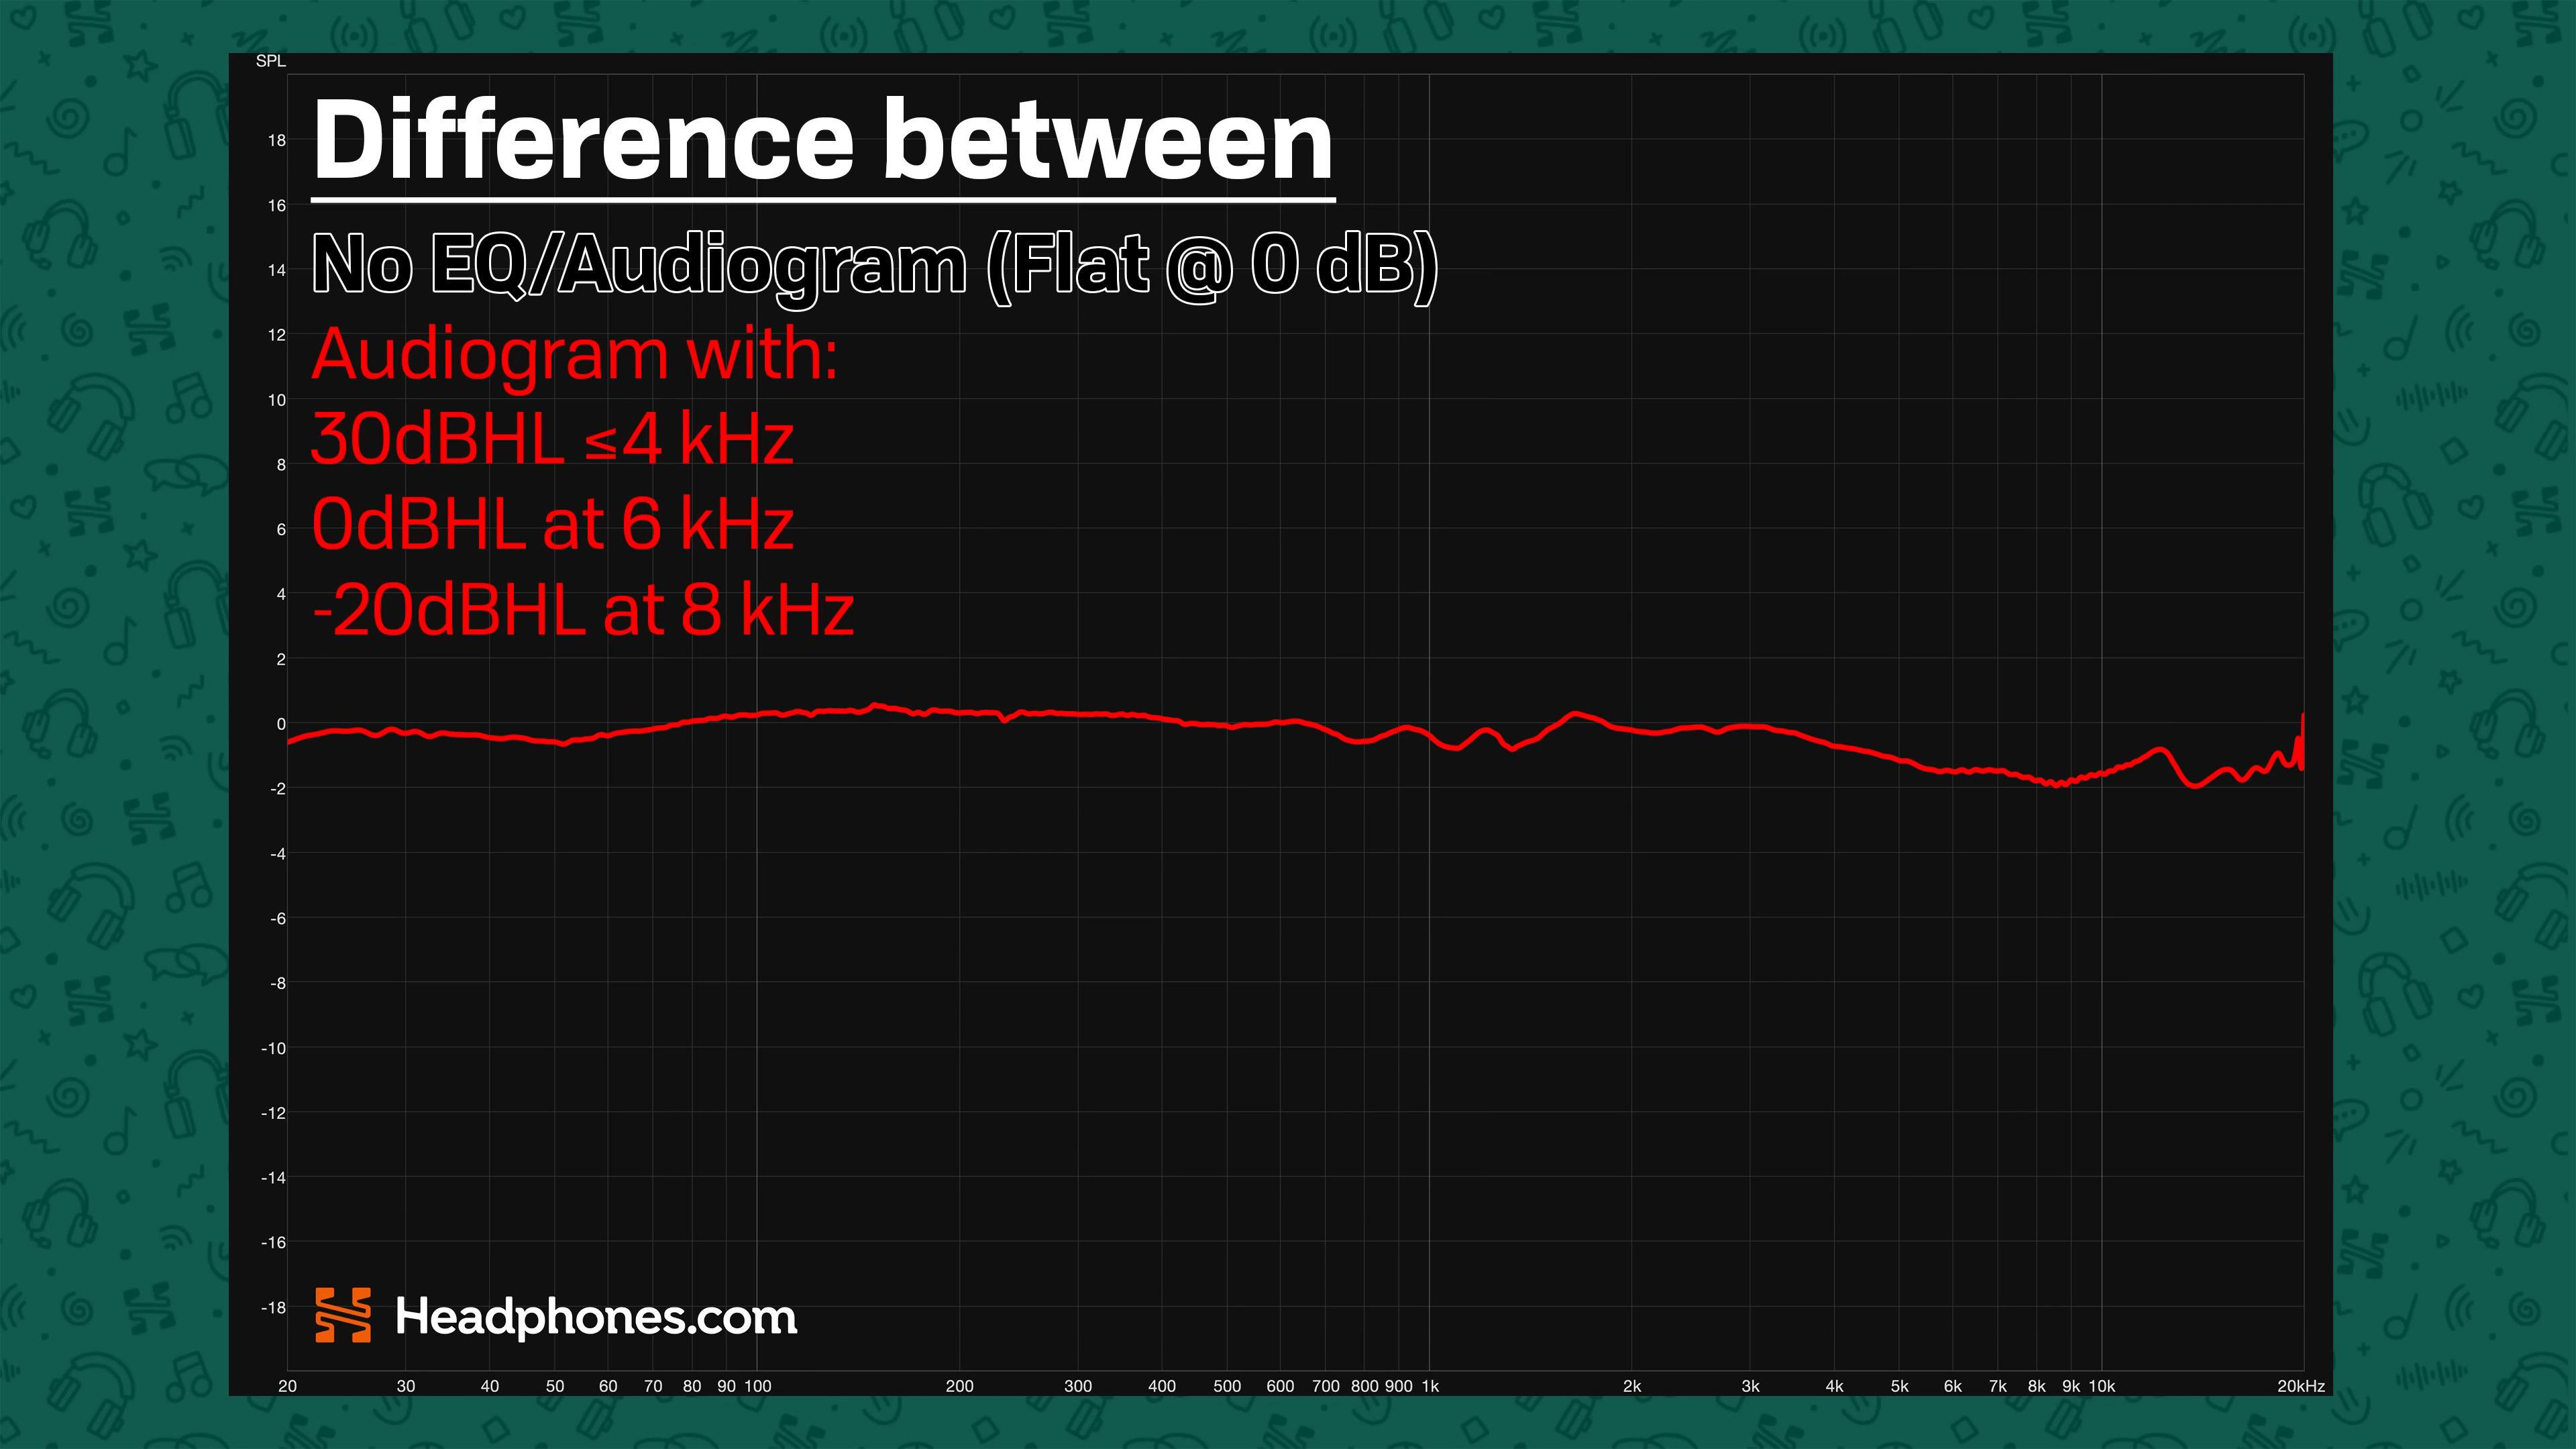 SPL
Difference between
No EQ/Audiogram (Flat @ 0 dB)
Audiogram with:
30dBHL ≤4 kHz
0dBHL at 6 kHz
-20dBHL at 8 kHz
18
16
14
12
10
8
6
4
2
0
-2
-4
-6
-8
-10
-12
-14
-16
-18
Headphones.com
20 30 40 50 60 70 80 90 100 200 300 400 500 600 700 800 900 1k 2k 3k 4k 5k 6k 7k 8k 9k 10k 20kHz